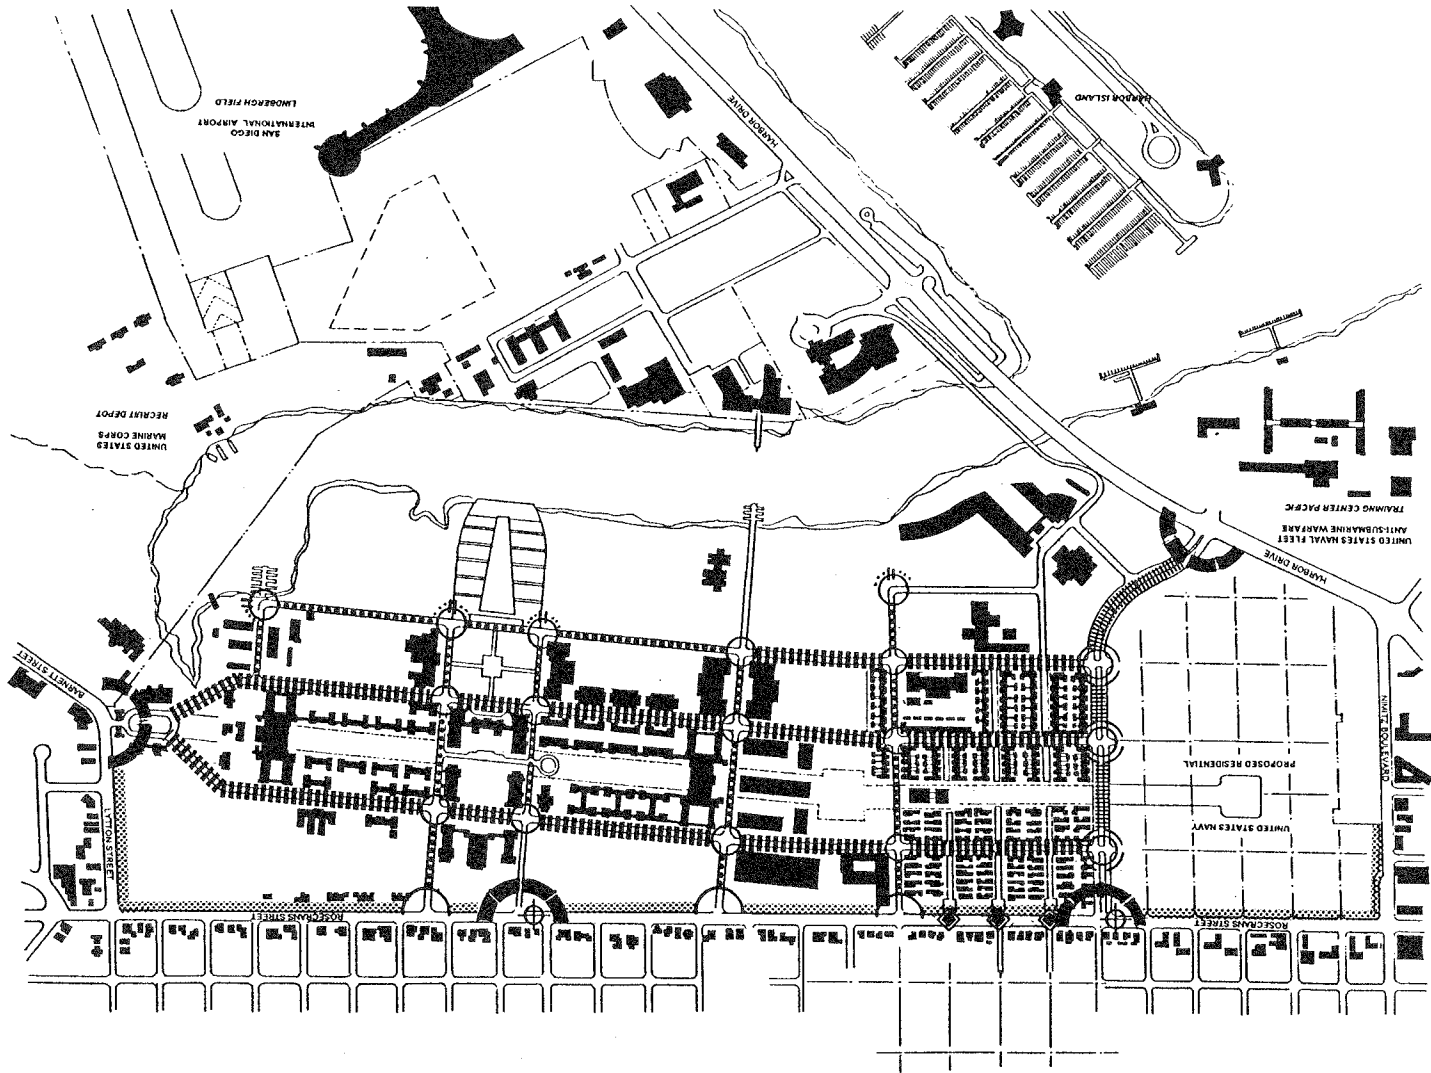 SAN DIEGO
INTERNATIONAL AIRPORT
LINDBERGH FIELD
HARBOR DRIVE
HARBOR ISLAND
UNITED STATES
MARINE CORPS
RECRUIT DEPOT
UNITED STATES NAVAL FLEET
ANTI-SUBMARINE WARFARE
TRAINING CENTER PACIFIC
HARBOR DRIVE
BARNETT STREET
NIMITZ BOULEVARD
UNITED STATES NAVY
PROPOSED RESIDENTIAL
LYTTON STREET
ROSECRANS STREET
ROSECRANS STREET